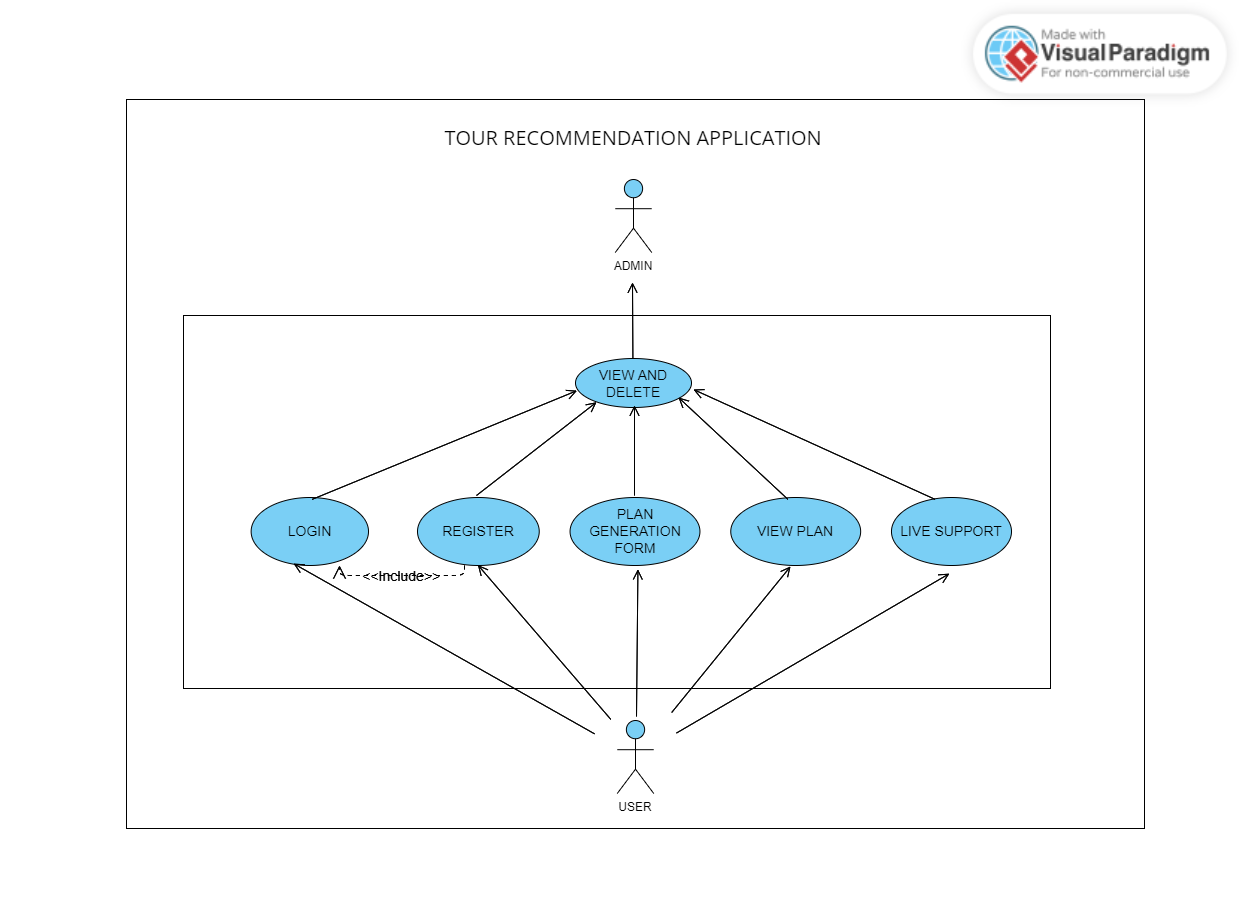 Made with
Visual Paradigm
For non-commercial use
TOUR RECOMMENDATION APPLICATION
ADMIN
VIEW AND
DELETE
LOGIN
REGISTER
PLAN
GENERATION
FORM
VIEW PLAN
LIVE SUPPORT
<<Include>>
USER